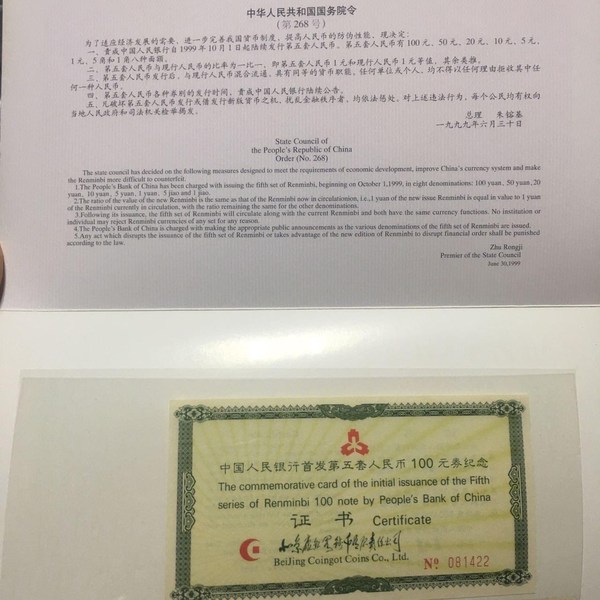 中华人民共和国国务院令
(第268号)
为了适应经济发展的需要,进一步完善我国货币制度,提高人民币的防伪性能,现决定:
一、责成中国人民银行自1999年10月1日起陆续发行第五套人民币。第五套人民币有100元、50元、20元、10元、5元、
1元、5角和1角八种面额。
二、第五套人民币与现行人民币的比率为一比一,即第五套人民币1元和现行人民币1元等值,其余类推。
三、第五套人民币发行后,与现行人民币混合流通,具有同等的货币职能,任何单位或个人,均不得以任何理由拒收其中任
何一种人民币。
四、第五套人民币各种券别的发行时间,责成中国人民银行陆续公告。
五、凡破坏第五套人民币发行或借发行新版货币之机,扰乱金融秩序者,均依法惩处。对上述违法行为,每个公民均有权向
当地人民政府和司法机关检举揭发。
总理 朱镕基
一九九九年六月三十日
State Council of
the People's Republic of China
Order (No. 268)
The state council has decided on the following measures designed to meet the requirements of economic development, improve China's currency system and make
the Renminbi more difficult to counterfeit.
1.The People's Bank of China has been charged with issuing the fifth set of Renminbi, beginning on October 1,1999, in eight denominations: 100 yuan, 50 yuan,20
yuan, 10 yuan, 5 yuan, 1 yuan. 5 jiao and 1 jiao.
2.The ratio of the value of the new Renminbi is the same as that of the Renminbi now in circulatinion, i.e.,1 yuan of the new issue Renminbi is equal in value to 1 yuan
of the Renminbi currently in circulation, with the ratio remaining the same for the other denominations.
3.Following its issuance, the fifth set of Renminbi will circulate along with the current Renminbi and both have the same currency functions. No institution or
individual may reject Renminbi currencies of any set for any reason.
4.The People's Bank of China is charged with making the appropriate public announcements as the various denominations of the fifth set of Renminbi are issued.
5.Any act which disrupts the issuence of the fifth set of Renminbi or takes advantage of the new edition of Renminbi to disrupt financial order shall be punished
according to the law.
Zhu Rongji
Premier of the State Council
June 30,1999
中国人民银行首发第五套人民币100元券纪念
The commemorative card of the initial issuance of the Fifth
series of Renminbi 100 note by People's Bank of China
证 书 Certificate
BeiJing Coingot Coins Co., Ltd.
No 081422